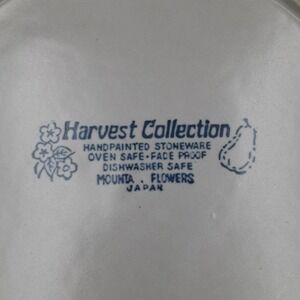 Harvest Collection
HANDPAINTED STONEWARE
OVEN SAFE · FADE PROOF
DISHWASHER SAFE
MOUNTA . FLOWERS
JAPAN